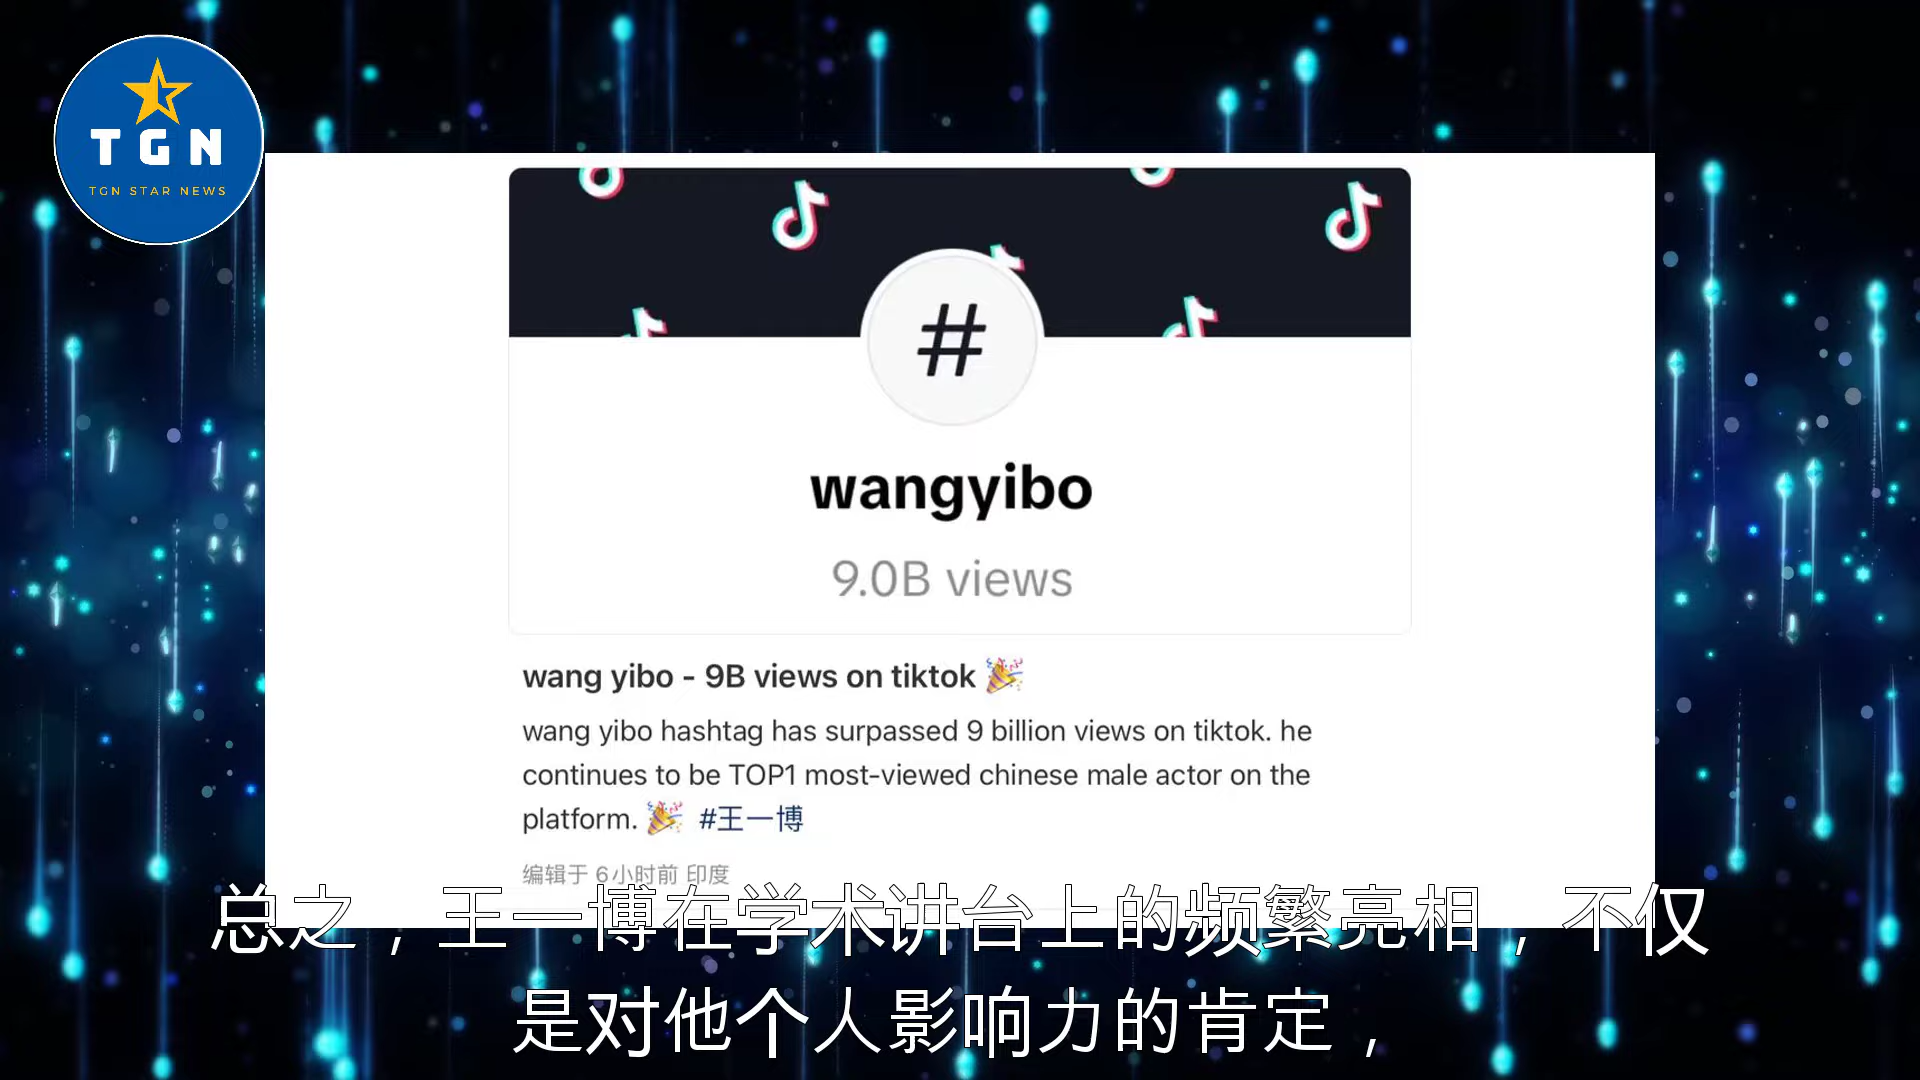 TGN
TGN STAR NEWS
#
wangyibo
9.0B views
wang yibo - 9B views on tiktok 🎉
wang yibo hashtag has surpassed 9 billion views on tiktok. he
continues to be TOP1 most-viewed chinese male actor on the
platform. 🎉 #王一博
编辑于 6小时前 印度
总之，王一博在学术讲台上的频繁亮相，不仅
是对他个人影响力的肯定，